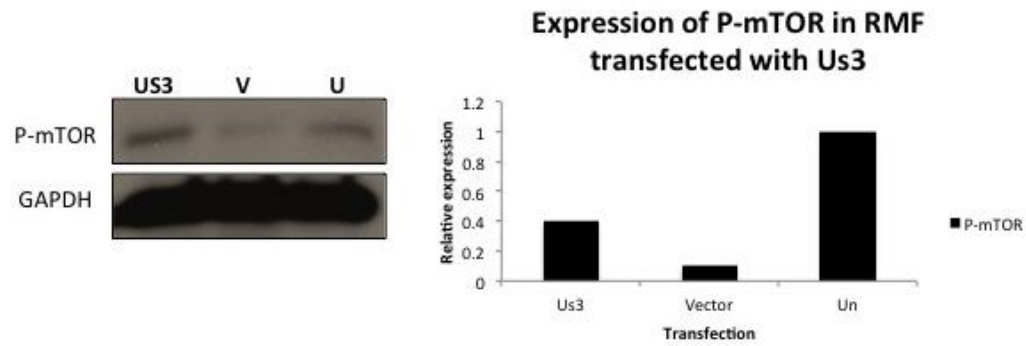 US3 V U
P-mTOR
GAPDH
Expression of P-mTOR in RMF
transfected with Us3
Relative expression
1.2
1
0.8
0.6
0.4
0.2
0
Us3 Vector Un
Transfection
P-mTOR